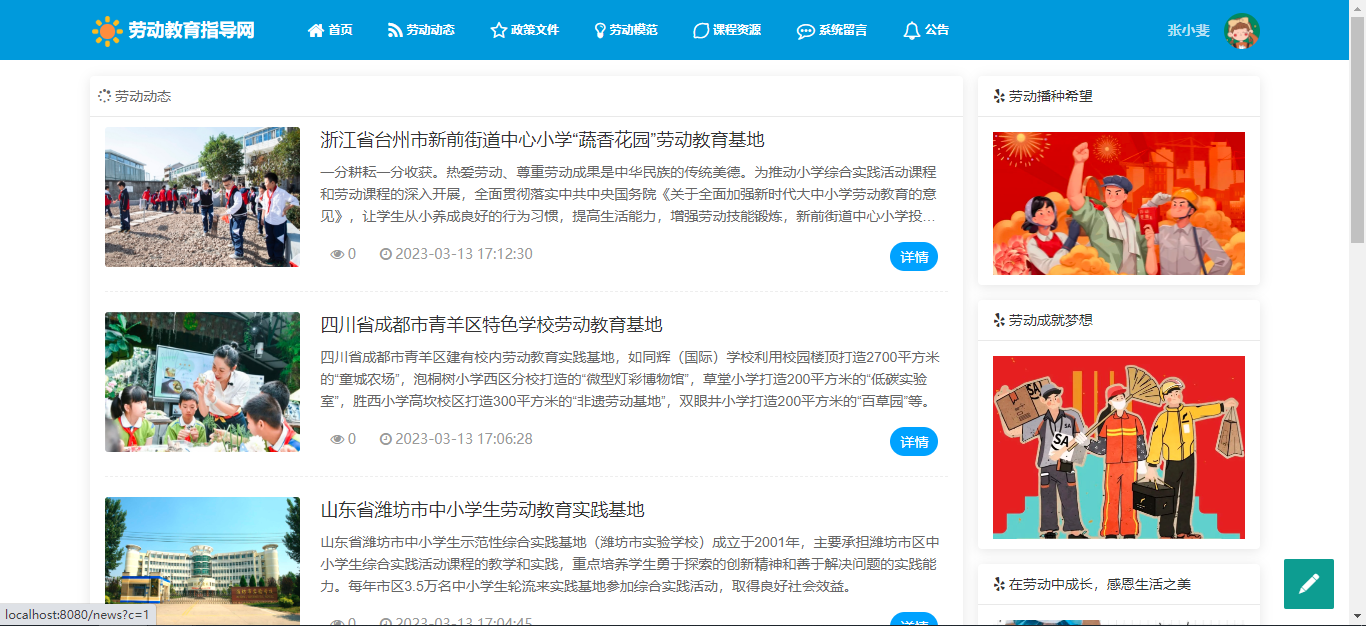 劳动教育指导网
首页
劳动动态
政策文件
劳动模范
课程资源
系统留言
公告
张小斐
劳动动态
浙江省台州市新前街道中心小学“蔬香花园”劳动教育基地
一分耕耘一分收获。热爱劳动、尊重劳动成果是中华民族的传统美德。为推动小学综合实践活动课程
和劳动课程的深入开展，全面贯彻落实中共中央国务院《关于全面加强新时代大中小学劳动教育的意
见》，让学生从小养成良好的行为习惯，提高生活能力，增强劳动技能锻炼，新前街道中心小学投…
0
2023-03-13 17:12:30
详情
四川省成都市青羊区特色学校劳动教育基地
四川省成都市青羊区建有校内劳动教育实践基地，如同辉（国际）学校利用校园楼顶打造2700平方米
的“童城农场”，泡桐树小学西区分校打造的“微型灯彩博物馆”，草堂小学打造200平方米的“低碳实验
室”，胜西小学高坎校区打造300平方米的“非遗劳动基地”，双眼井小学打造200平方米的“百草园”等。
0
2023-03-13 17:06:28
详情
山东省潍坊市中小学生劳动教育实践基地
山东省潍坊市中小学生示范性综合实践基地（潍坊市实验学校）成立于2001年，主要承担潍坊市区中
小学生综合实践活动课程的教学和实践，重点培养学生勇于探索的创新精神和善于解决问题的实践能
力。每年市区3.5万名中小学生轮流来实践基地参加综合实践活动，取得良好社会效益。
0
2023-03-13 17:04:45
详情
劳动播种希望
劳动成就梦想
SA
SA
SA
在劳动中成长，感恩生活之美
localhost:8080/news?c=1